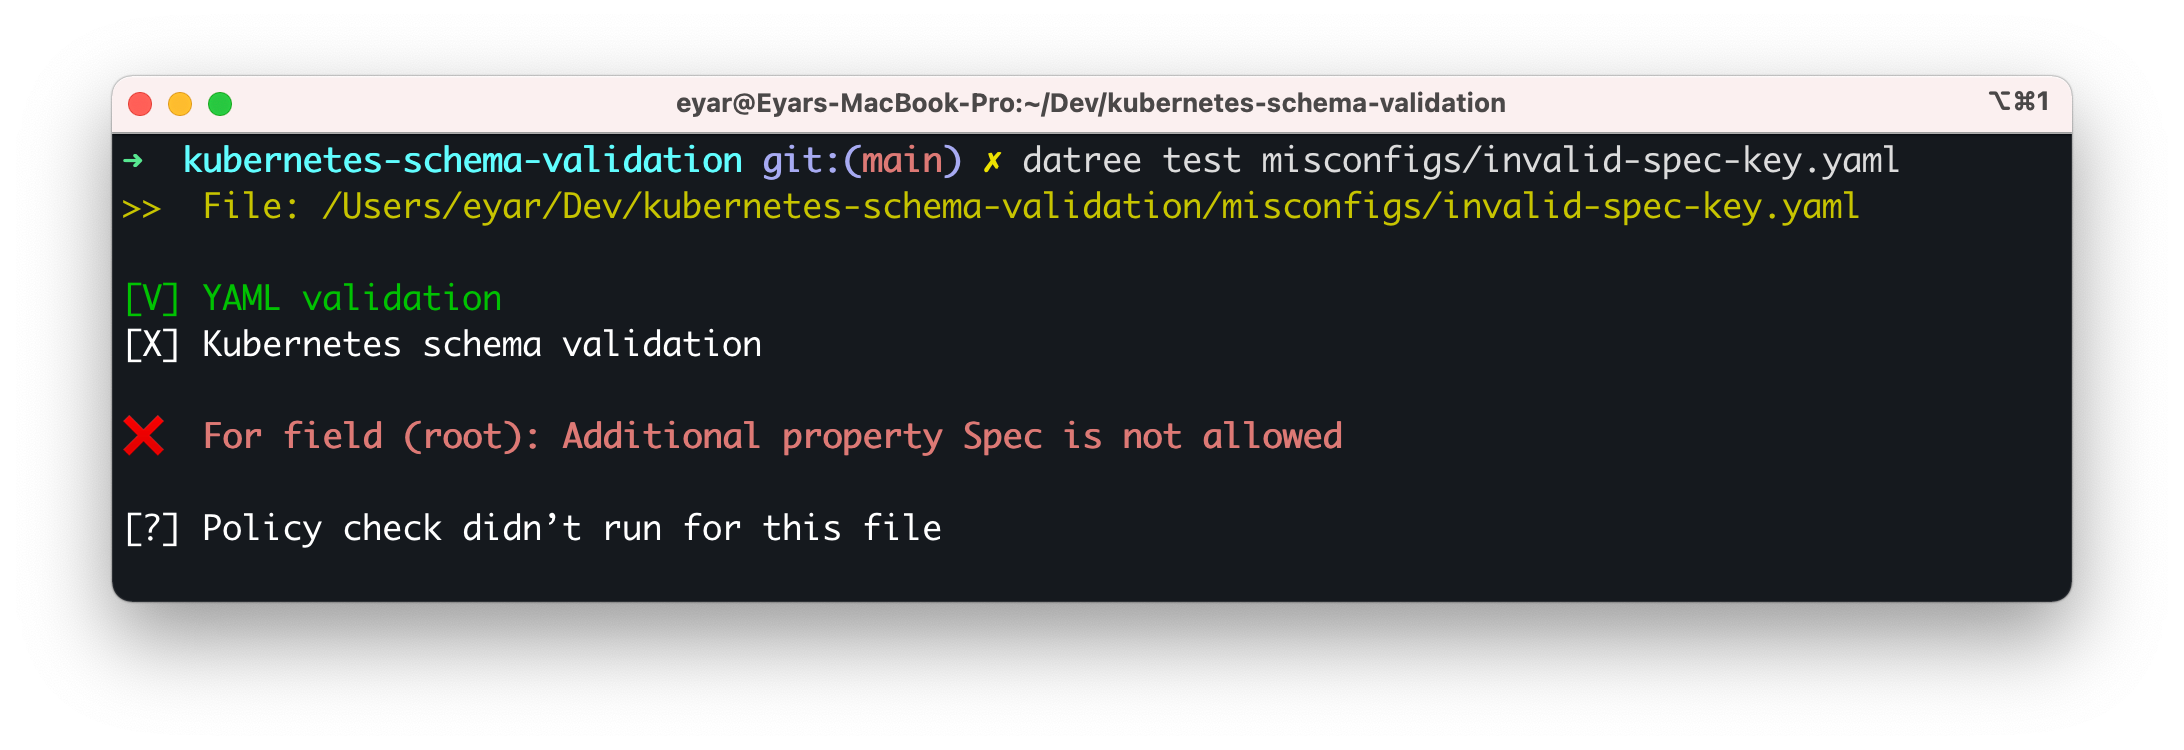 eyar@Eyars-MacBook-Pro:~/Dev/kubernetes-schema-validation ⌥⌘1
➜ kubernetes-schema-validation git:(main) ✗ datree test misconfigs/invalid-spec-key.yaml
>> File: /Users/eyar/Dev/kubernetes-schema-validation/misconfigs/invalid-spec-key.yaml
[V] YAML validation
[X] Kubernetes schema validation
❌ For field (root): Additional property Spec is not allowed
[?] Policy check didn’t run for this file